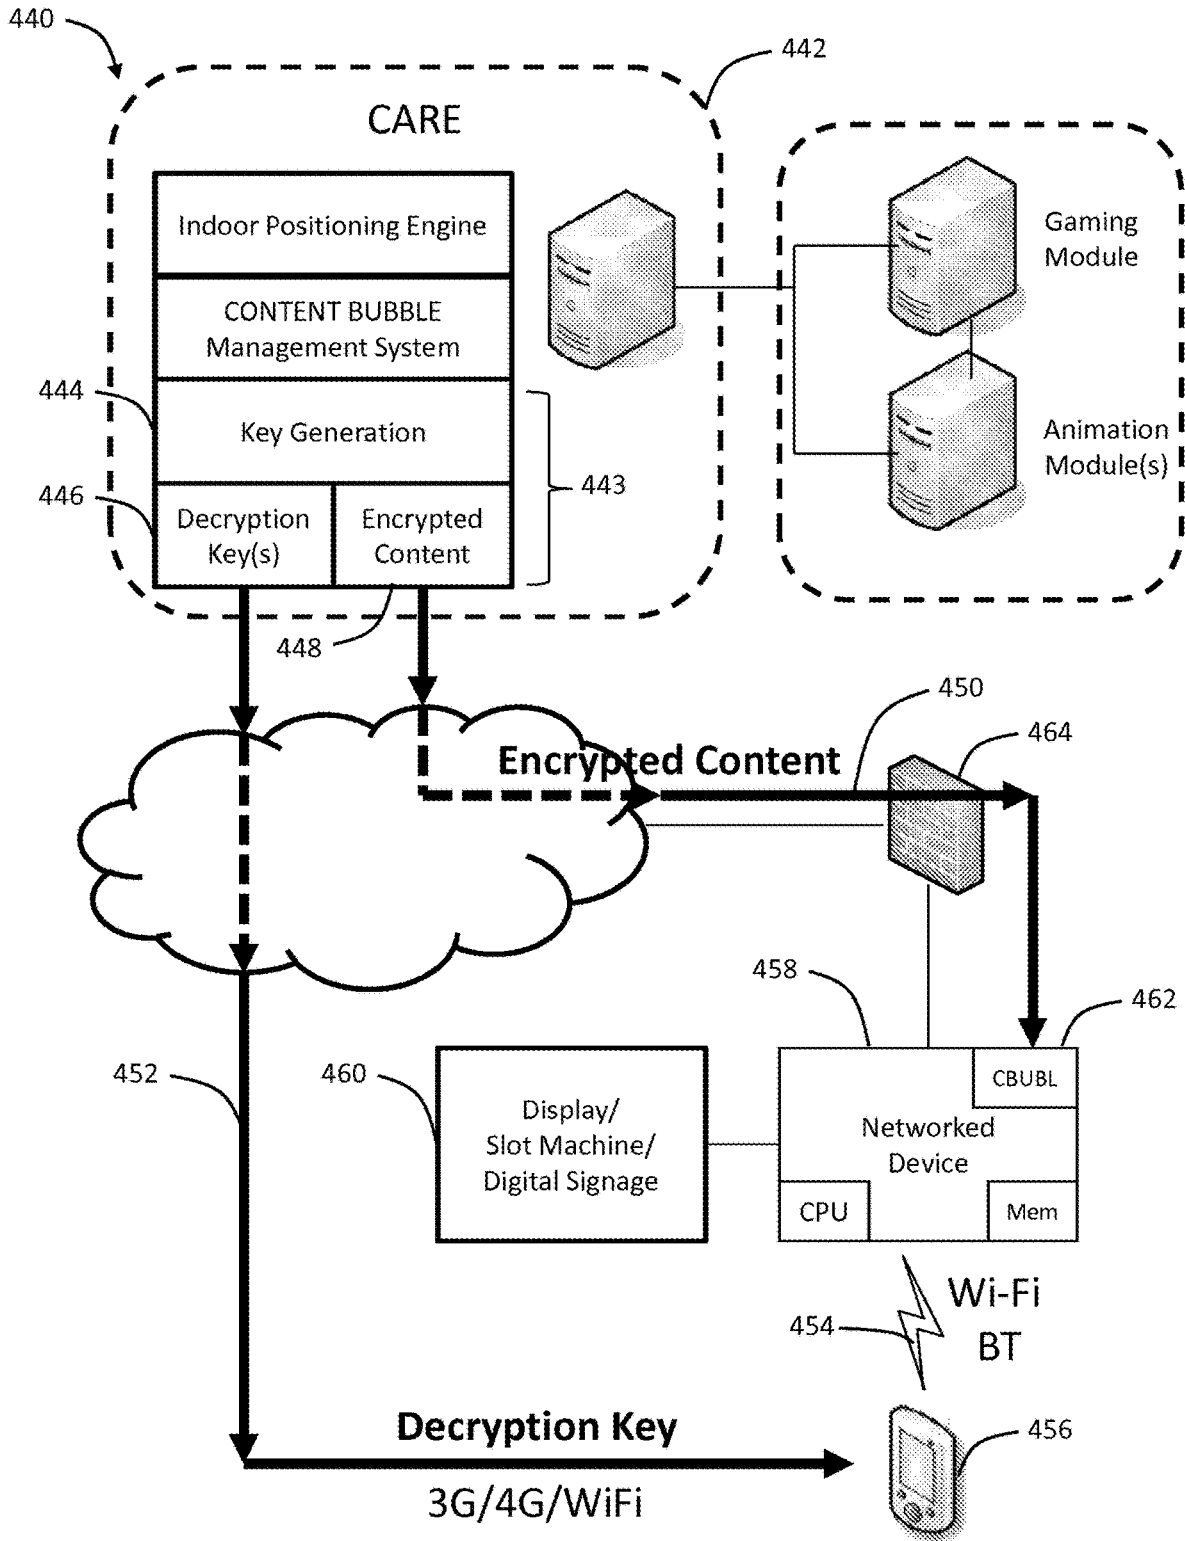 440
442
CARE
Indoor Positioning Engine
Gaming
Module
CONTENT BUBBLE
Management System
444
Key Generation
Animation
Module(s)
443
446
Decryption
Key(s)
Encrypted
Content
448
450
464
Encrypted Content
458
462
452
460
CBUBL
Display/
Slot Machine/
Digital Signage
Networked
Device
CPU
Mem
Wi-Fi
BT
454
Decryption Key
456
3G/4G/WiFi